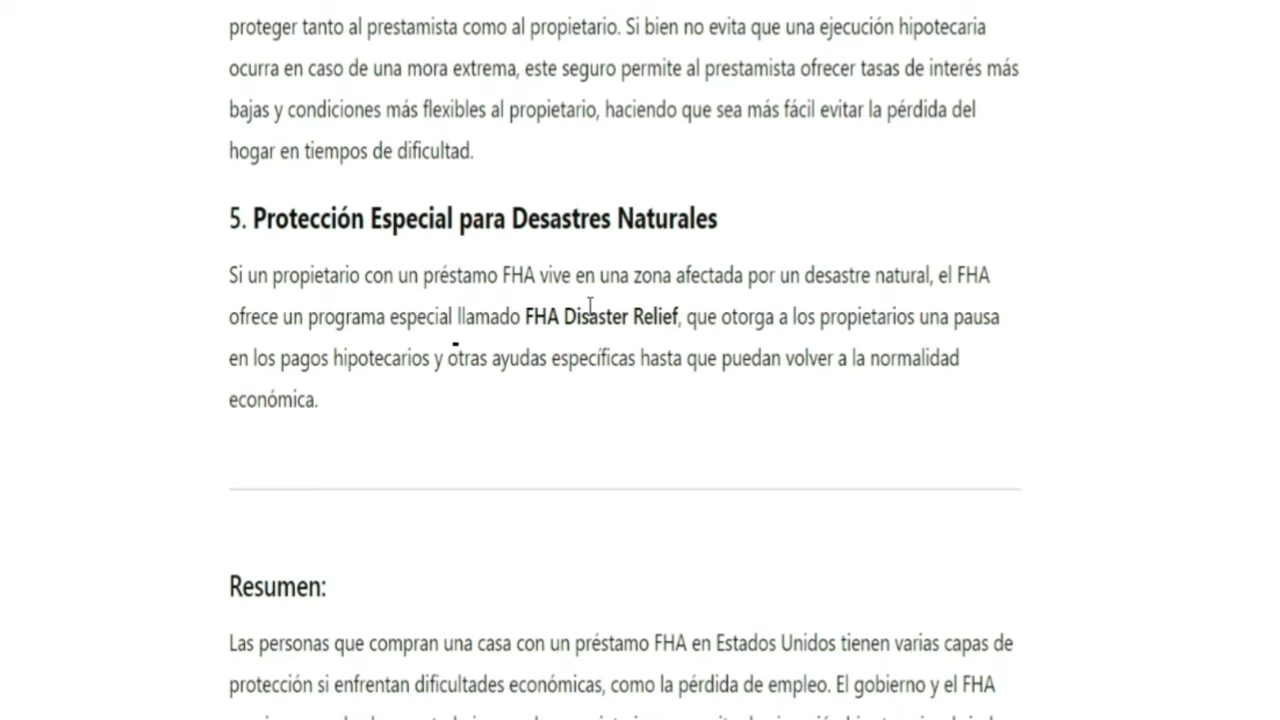 proteger tanto al prestamista como al propietario. Si bien no evita que una ejecución hipotecaria
ocurra en caso de una mora extrema, este seguro permite al prestamista ofrecer tasas de interés más
bajas y condiciones más flexibles al propietario, haciendo que sea más fácil evitar la pérdida del
hogar en tiempos de dificultad.
5. Protección Especial para Desastres Naturales
Si un propietario con un préstamo FHA vive en una zona afectada por un desastre natural, el FHA
ofrece un programa especial llamado FHA Disaster Relief, que otorga a los propietarios una pausa
en los pagos hipotecarios y otras ayudas específicas hasta que puedan volver a la normalidad
económica.
Resumen:
Las personas que compran una casa con un préstamo FHA en Estados Unidos tienen varias capas de
protección si enfrentan dificultades económicas, como la pérdida de empleo. El gobierno y el FHA